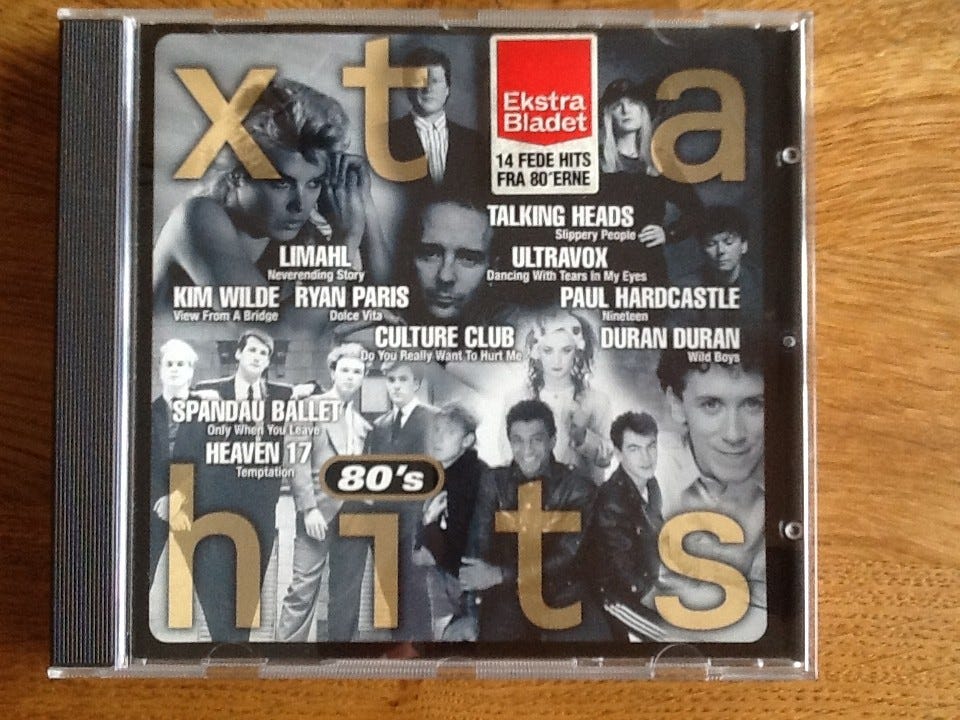 xt a
Ekstra
Bladet
14 FEDE HITS
FRA 80'ERNE
TALKING HEADS
Slippery People
LIMAHL
Neverending Story
ULTRAVOX
Dancing With Tears In My Eyes
KIM WILDE
View From A Bridge
RYAN PARIS
Dolce Vita
PAUL HARDCASTLE
Nineteen
CULTURE CLUB
Do You Really Want To Hurt Me
DURAN DURAN
Wild Boys
SPANDAU BALLET
Only When You Leave
HEAVEN 17
Temptation
80's
hits